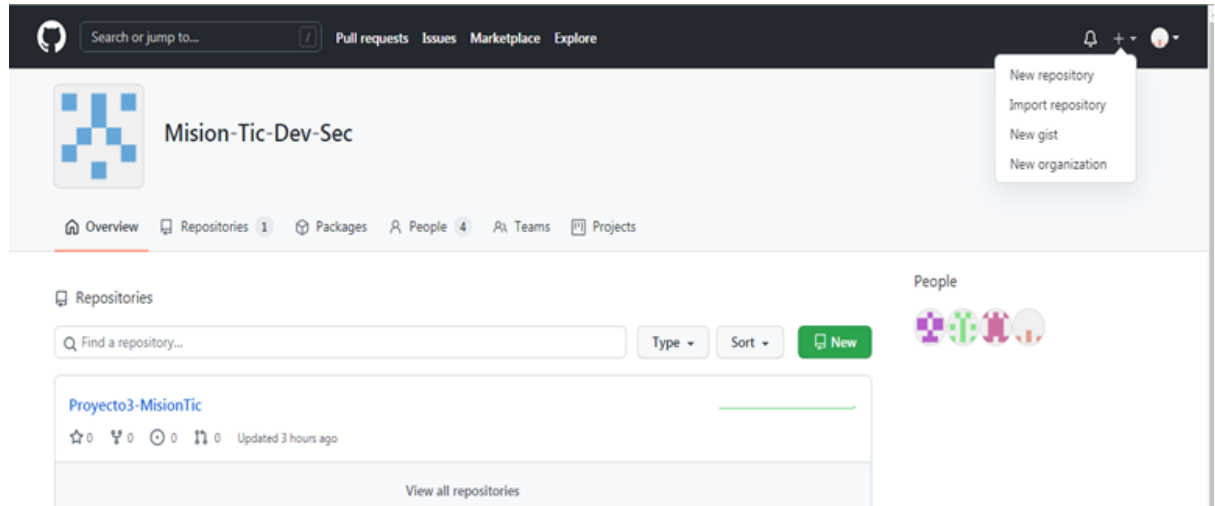 Search or jump to... / Pull requests Issues Marketplace Explore
New repository
Import repository
New gist
New organization
Mision-Tic-Dev-Sec
Overview Repositories 1 Packages People 4 Teams Projects
Repositories
Find a repository... Type Sort New
Proyecto3-MisionTic
0 0 0 0 Updated 3 hours ago
View all repositories
People